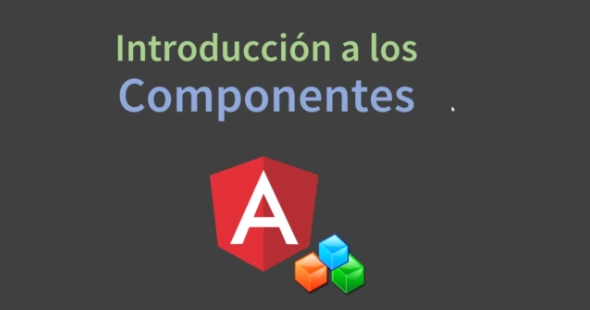 Introducción a los
Componentes
A